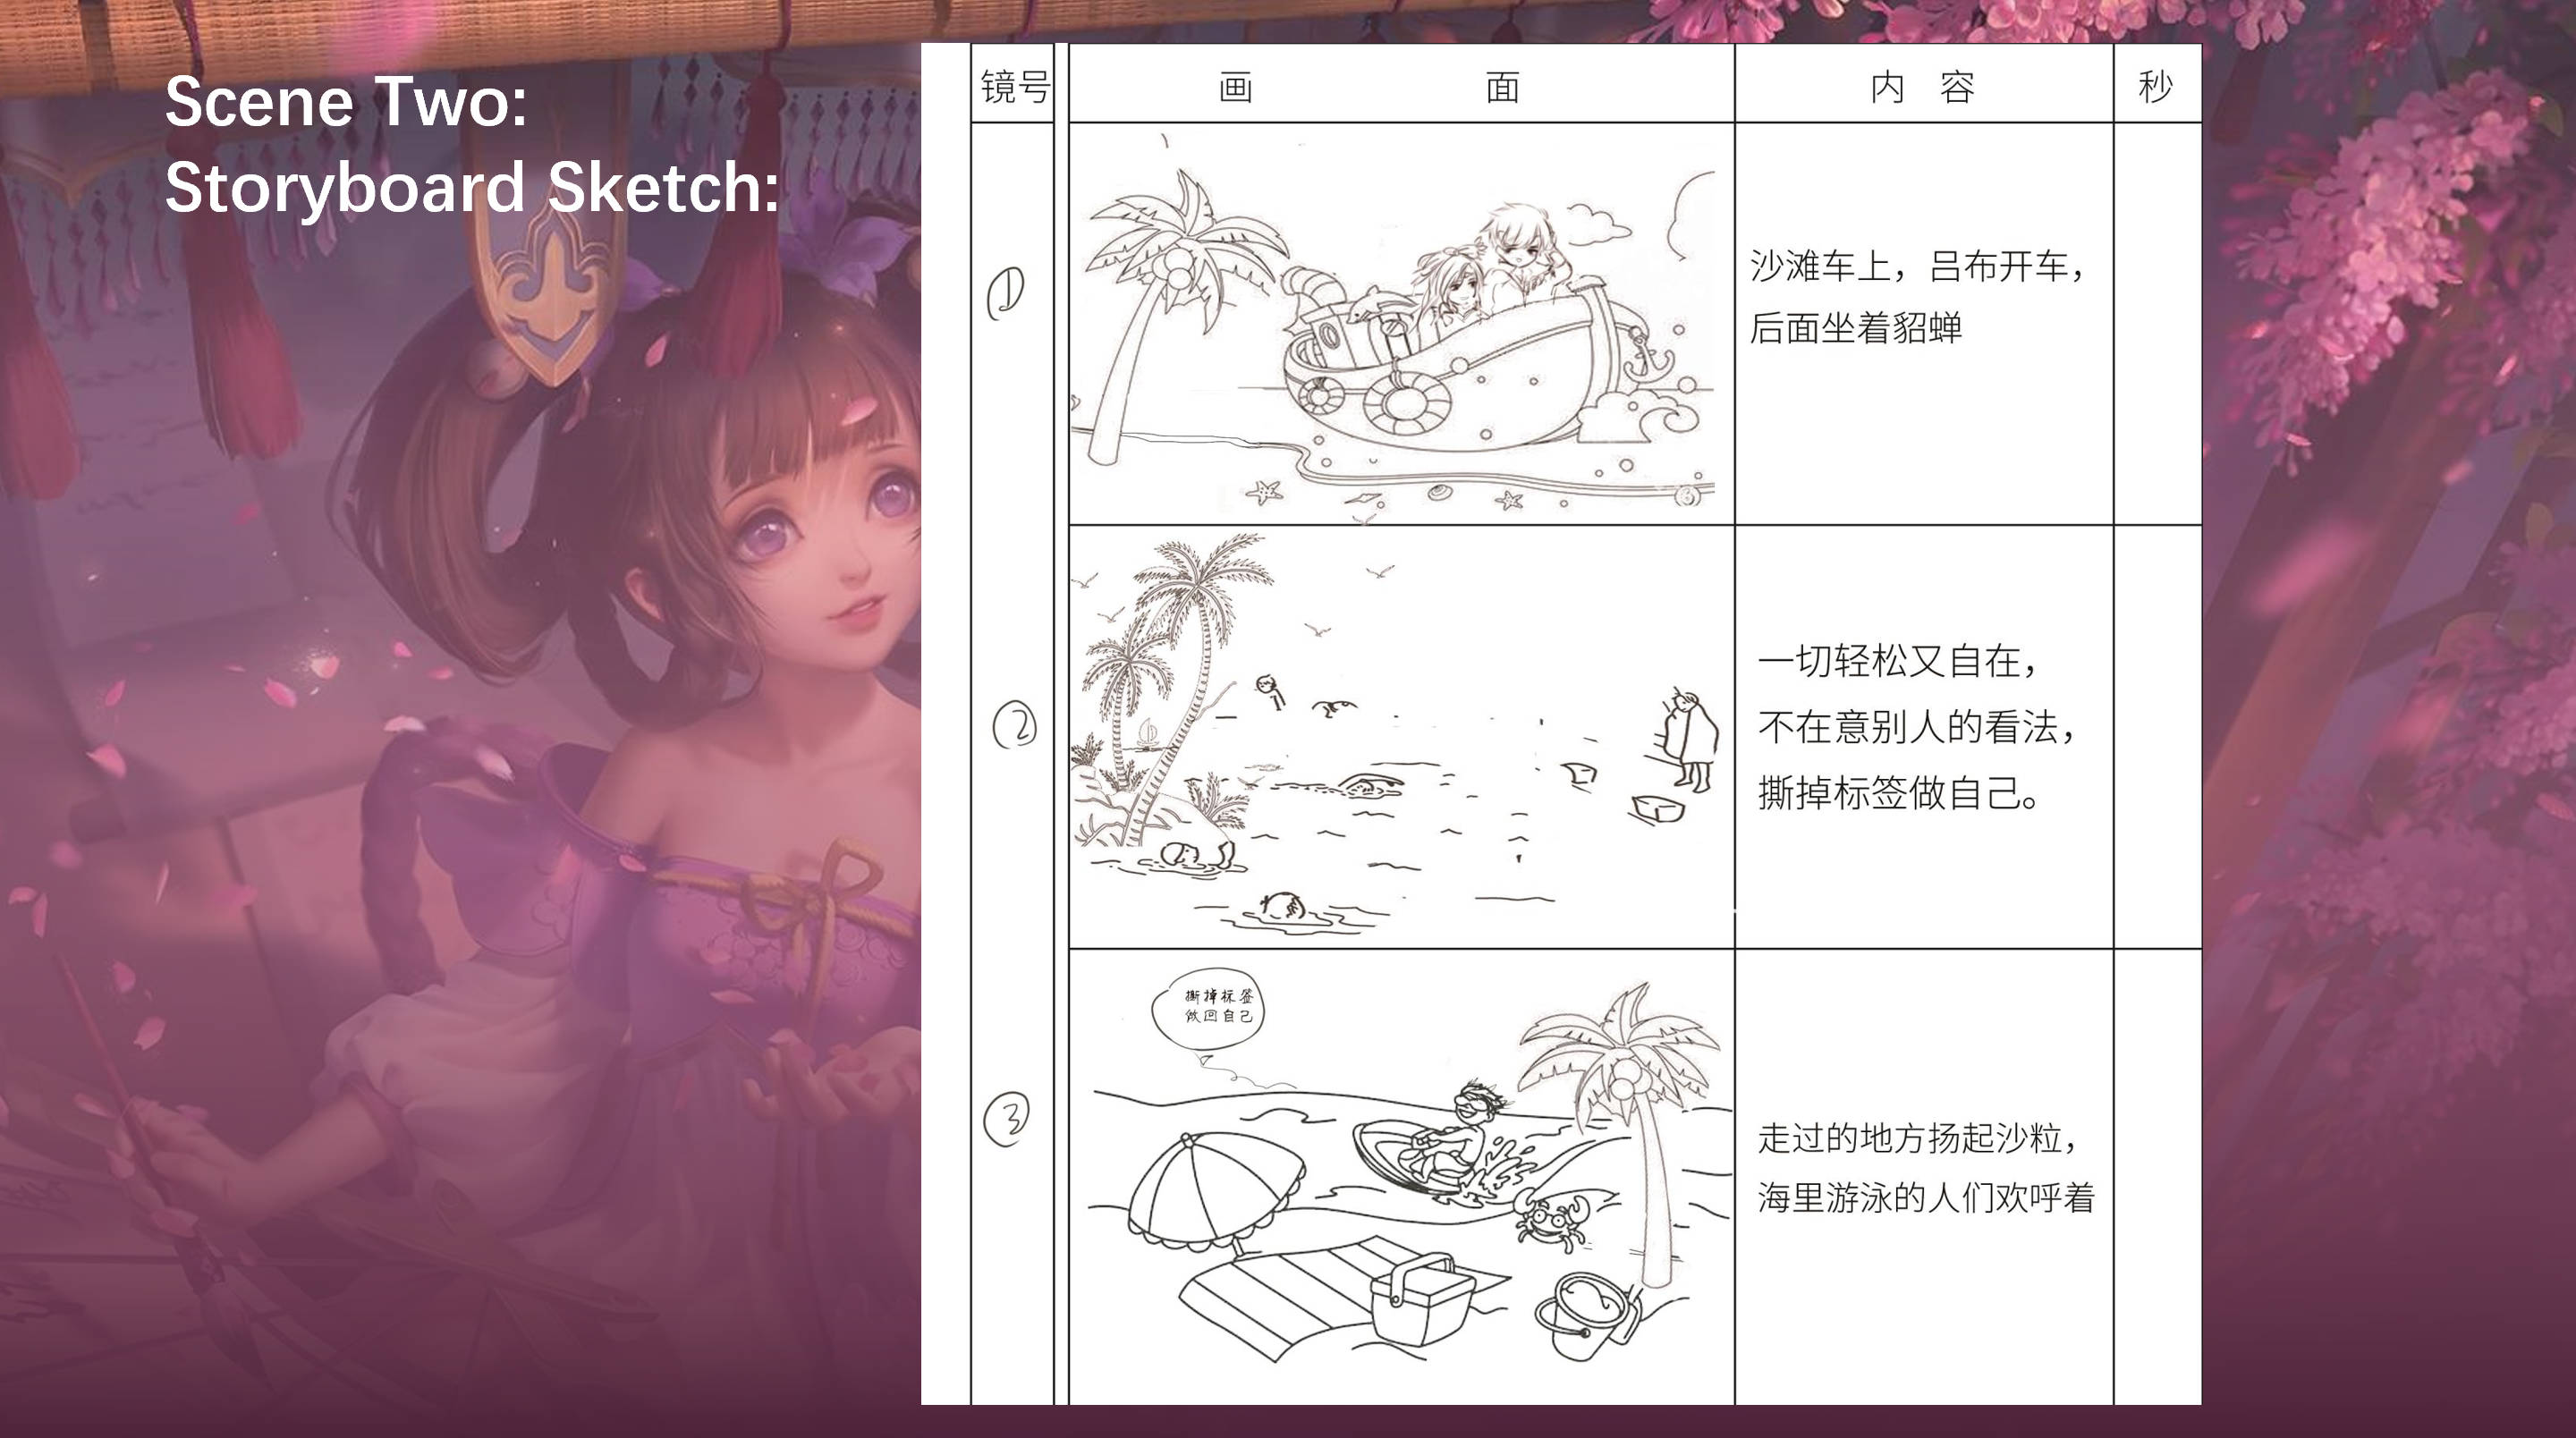 Scene Two:
Storyboard Sketch:
镜号 画 面 内 容 秒
①
沙滩车上，吕布开车，
后面坐着貂蝉
②
一切轻松又自在，
不在意别人的看法，
撕掉标签做自己。
③
撕掉标签
做回自己
走过的地方扬起沙粒，
海里游泳的人们欢呼着